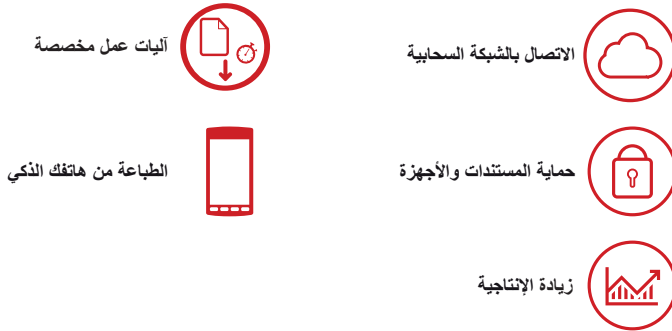 الاتصال بالشبكة السحابية
آليات عمل مخصصة
حماية المستندات والأجهزة
الطباعة من هاتفك الذكي
زيادة الإنتاجية